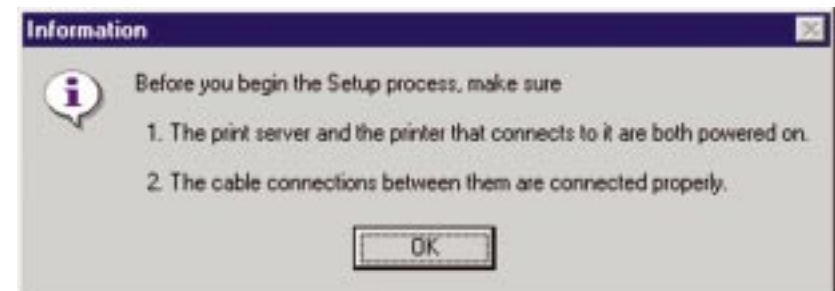 Information
Before you begin the Setup process, make sure
1. The print server and the printer that connects to it are both powered on.
2. The cable connections between them are connected properly.
OK